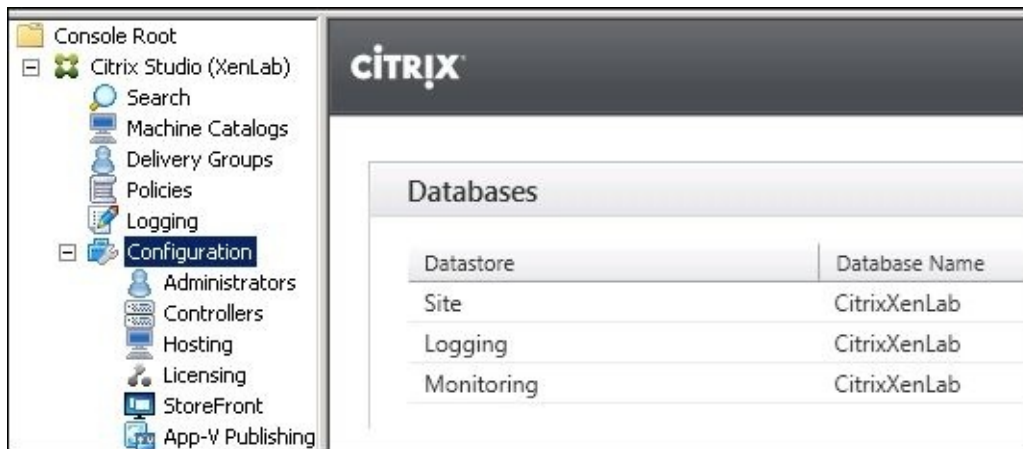 Console Root
Citrix Studio (XenLab)
Search
Machine Catalogs
Delivery Groups
Policies
Logging
Configuration
Administrators
Controllers
Hosting
Licensing
StoreFront
App-V Publishing
CITRIX
Databases
Datastore Database Name
Site CitrixXenLab
Logging CitrixXenLab
Monitoring CitrixXenLab